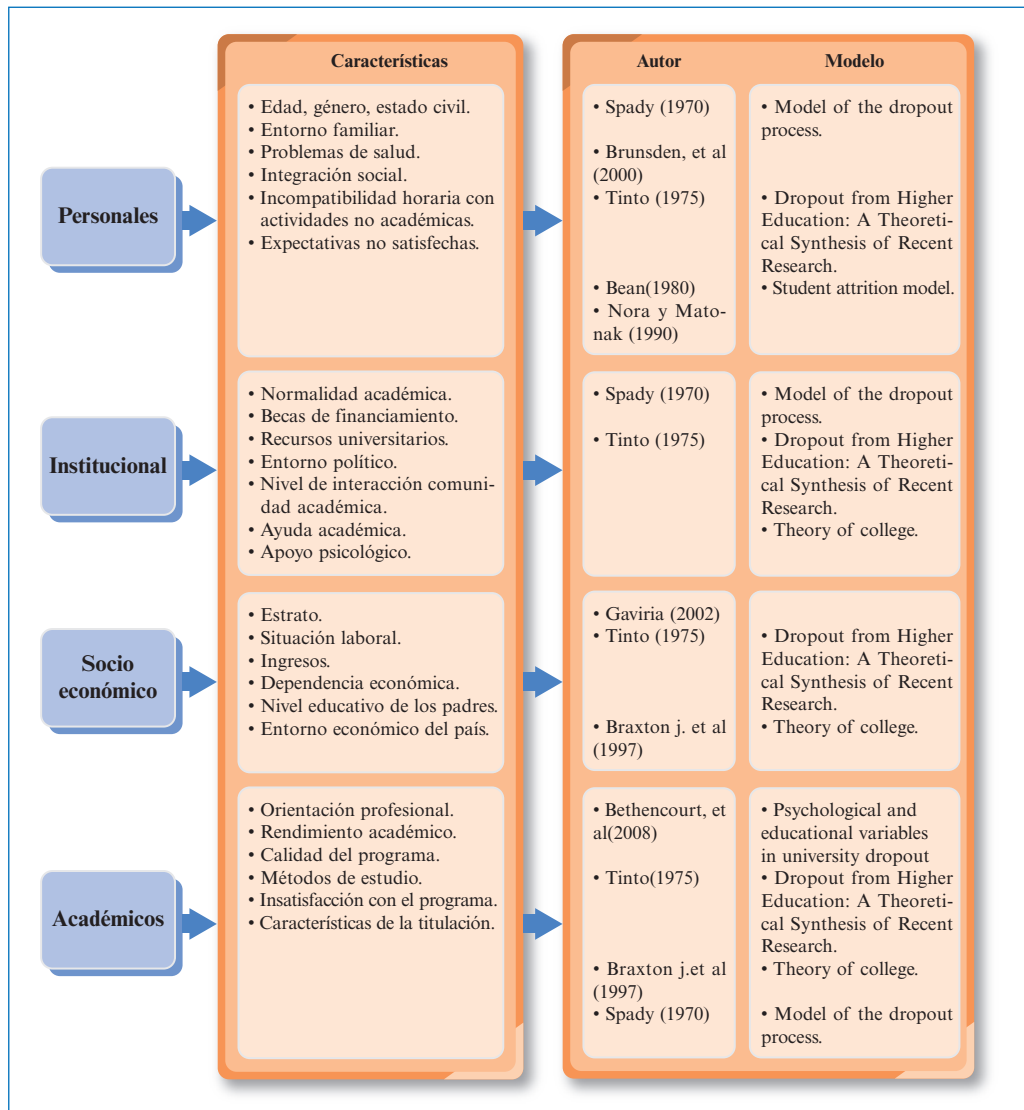 Características
Autor
Modelo
Personales
• Edad, género, estado civil.
• Entorno familiar.
• Problemas de salud.
• Integración social.
• Incompatibilidad horaria con
actividades no académicas.
• Expectativas no satisfechas.
• Spady (1970)
• Brunsden, et al
(2000)
• Tinto (1975)
• Bean(1980)
• Nora y Mato-
nak (1990)
• Model of the dropout
process.
• Dropout from Higher
Education: A Theoreti-
cal Synthesis of Recent
Research.
• Student attrition model.
Institucional
• Normalidad académica.
• Becas de financiamiento.
• Recursos universitarios.
• Entorno político.
• Nivel de interacción comuni-
dad académica.
• Ayuda académica.
• Apoyo psicológico.
• Spady (1970)
• Tinto (1975)
• Model of the dropout
process.
• Dropout from Higher
Education: A Theoreti-
cal Synthesis of Recent
Research.
• Theory of college.
Socio
económico
• Estrato.
• Situación laboral.
• Ingresos.
• Dependencia económica.
• Nivel educativo de los padres.
• Entorno económico del país.
• Gaviria (2002)
• Tinto (1975)
• Braxton j. et al
(1997)
• Dropout from Higher
Education: A Theoreti-
cal Synthesis of Recent
Research.
• Theory of college.
Académicos
• Orientación profesional.
• Rendimiento académico.
• Calidad del programa.
• Métodos de estudio.
• Insatisfacción con el programa.
• Características de la titulación.
• Bethencourt, et
al(2008)
• Tinto(1975)
• Braxton j.et al
(1997)
• Spady (1970)
• Psychological and
educational variables
in university dropout
• Dropout from Higher
Education: A Theoreti-
cal Synthesis of Recent
Research.
• Theory of college.
• Model of the dropout
process.